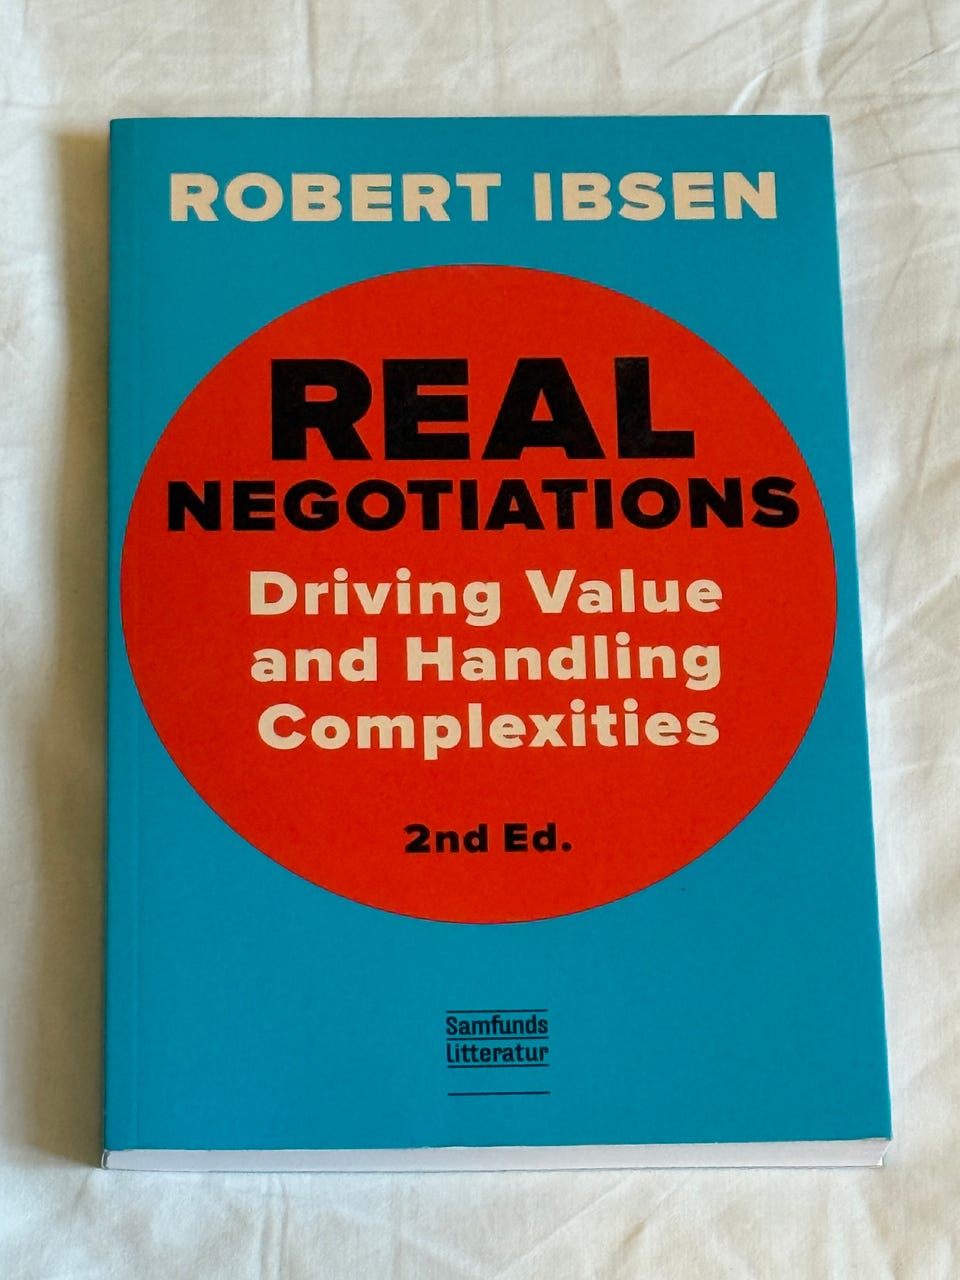 ROBERT IBSEN
REAL
NEGOTIATIONS
Driving Value
and Handling
Complexities
2nd Ed.
Samfunds
litteratur